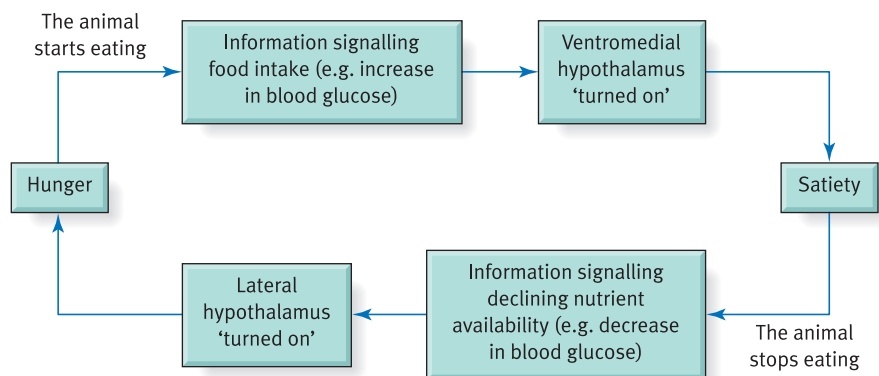 The animal
starts eating
Information signalling
food intake (e.g. increase
in blood glucose)
Ventromedial
hypothalamus
‘turned on’
Hunger
Satiety
Lateral
hypothalamus
‘turned on’
Information signalling
declining nutrient
availability (e.g. decrease
in blood glucose)
The animal
stops eating